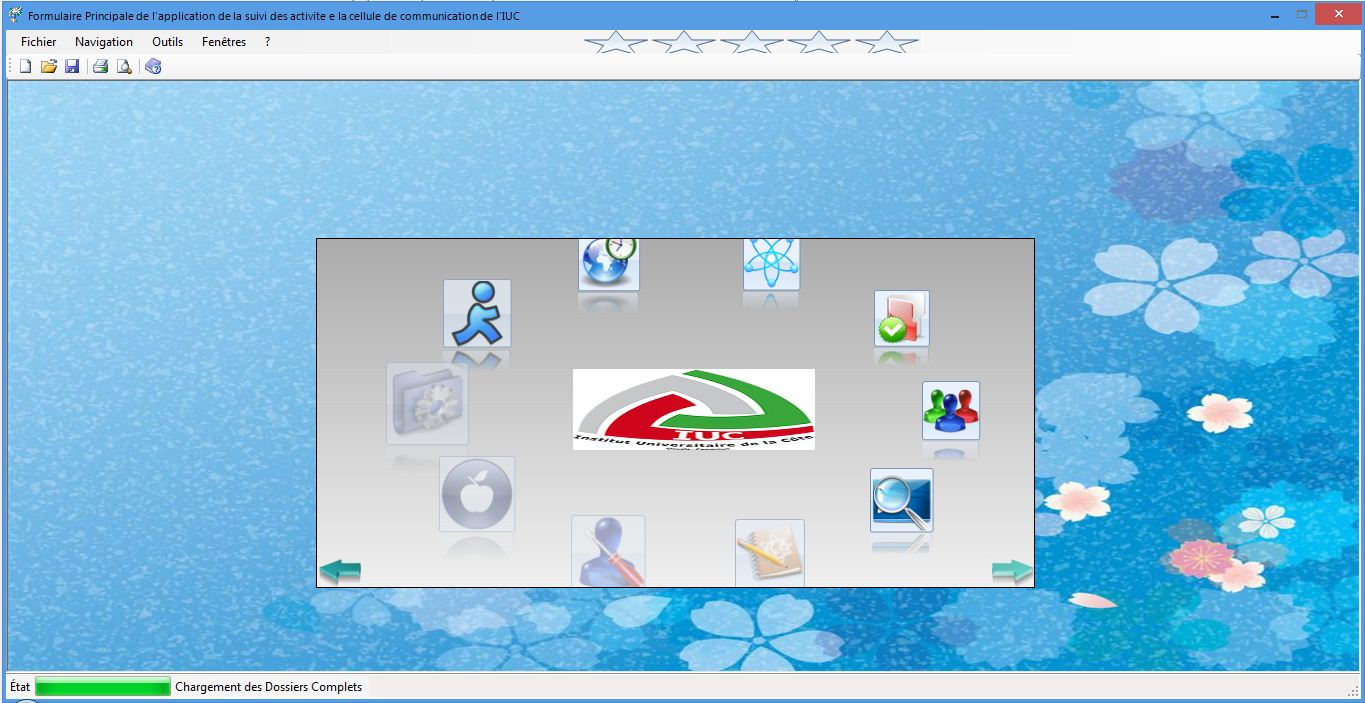 Formulaire Principale de l'application de la suivi des activite e la cellule de communication de l'IUC
Fichier Navigation Outils Fenêtres ?
IUC
Institut Universitaire de la Côte
État Chargement des Dossiers Complets